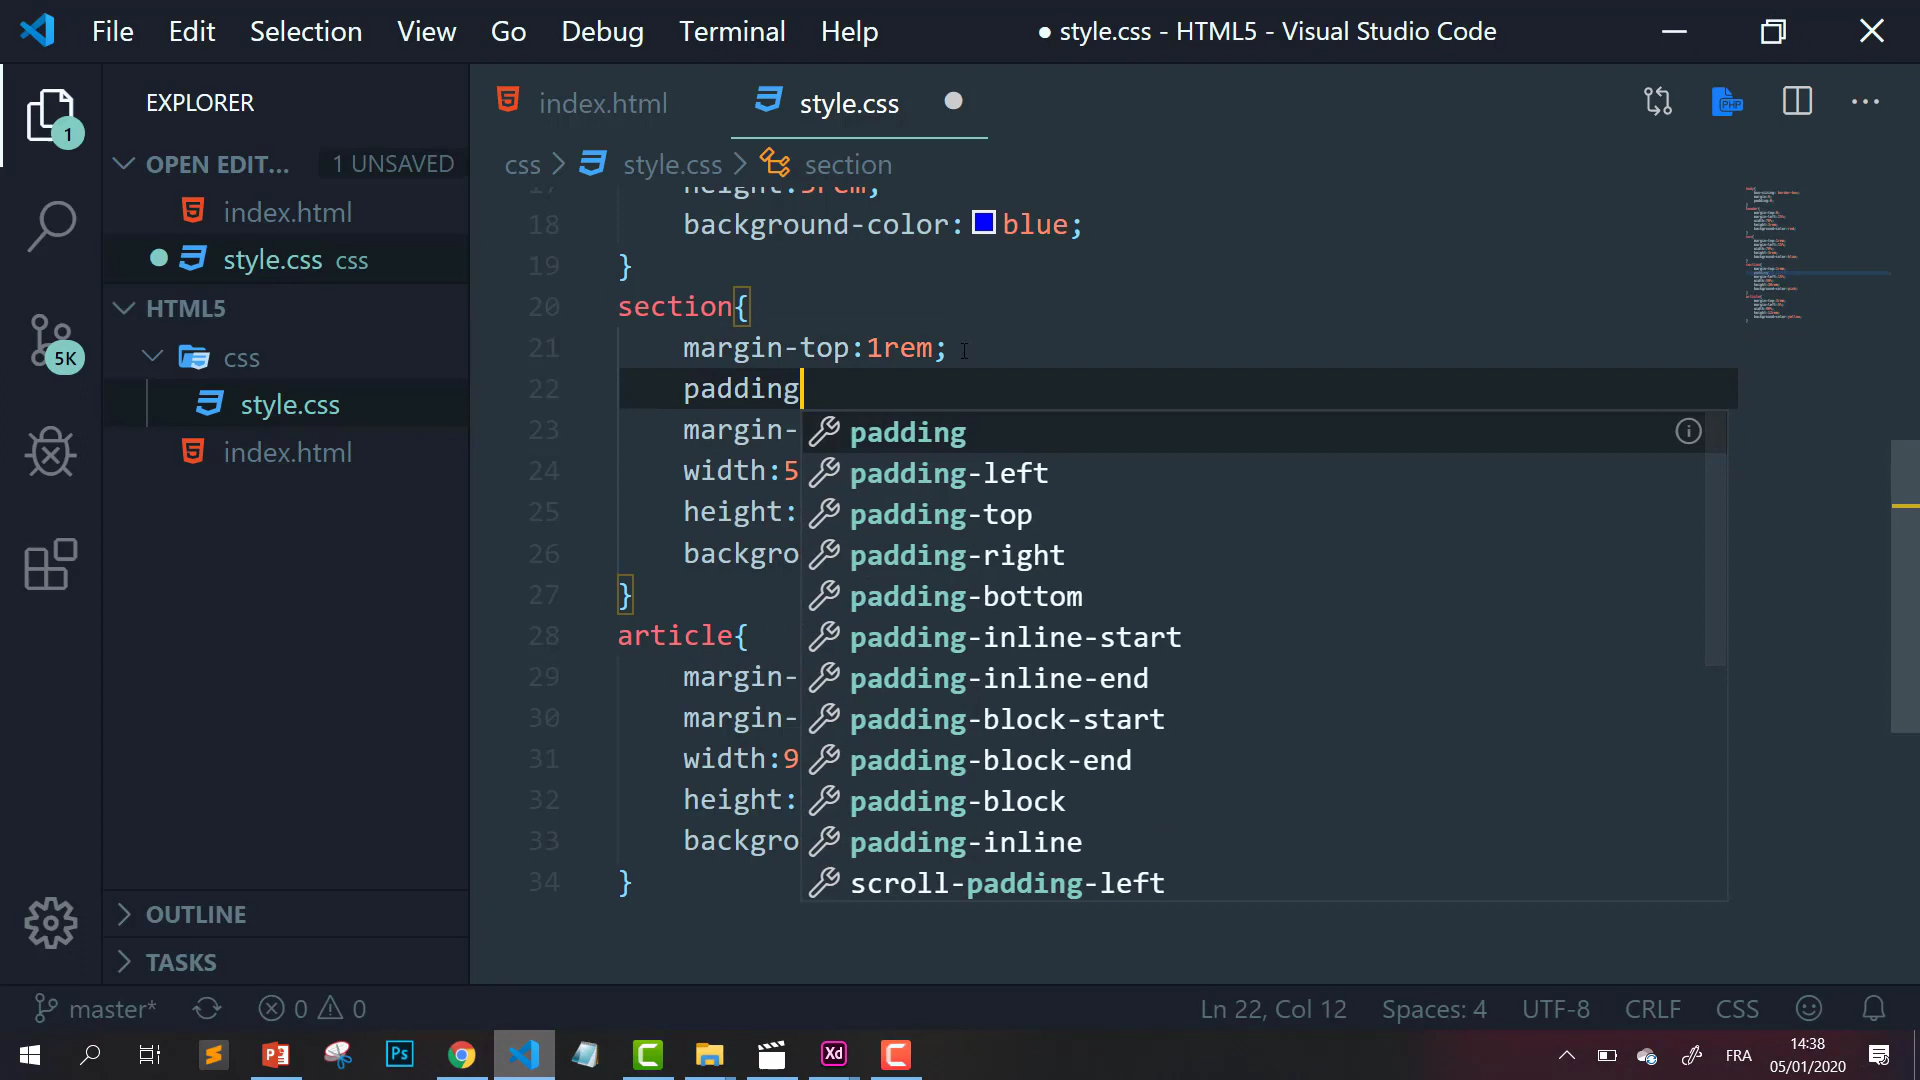 File Edit Selection View Go Debug Terminal Help
● style.css - HTML5 - Visual Studio Code
EXPLORER
1
OPEN EDIT... 1 UNSAVED
index.html
style.css css
HTML5
css
style.css
index.html
5K
OUTLINE
TASKS
index.html
style.css
PHP
css > style.css > section
17 height:3rem;
18 background-color: blue;
19 }
20 section{
21 margin-top:1rem;
22 padding
23 margin-
24 width:5
25 height:
26 backgro
27 }
28 article{
29 margin-
30 margin-
31 width:9
32 height:
33 backgro
34 }
padding
padding-left
padding-top
padding-right
padding-bottom
padding-inline-start
padding-inline-end
padding-block-start
padding-block-end
padding-block
padding-inline
scroll-padding-left
master* 0 0
Ln 22, Col 12 Spaces: 4 UTF-8 CRLF CSS
Ps
Xd
FRA
14:38
05/01/2020